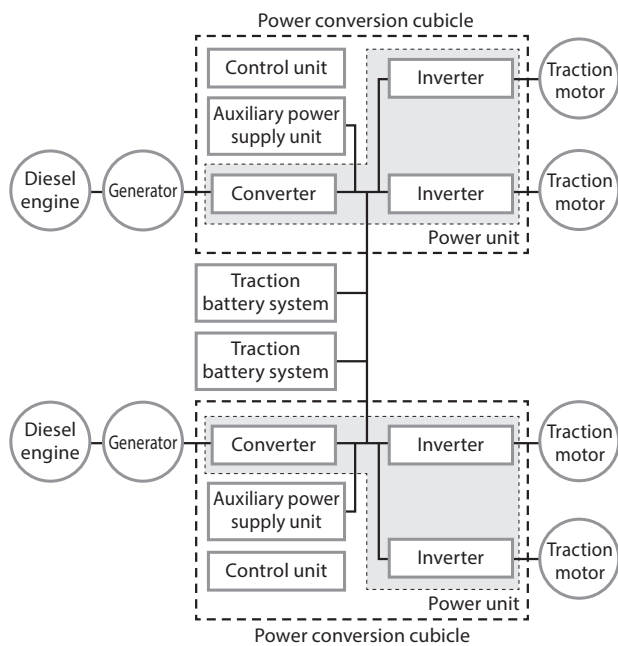 Power conversion cubicle
Control unit
Inverter
Traction
motor
Auxiliary power
supply unit
Diesel
engine
Generator
Converter
Inverter
Traction
motor
Power unit
Traction
battery system
Traction
battery system
Diesel
engine
Generator
Converter
Inverter
Traction
motor
Auxiliary power
supply unit
Control unit
Inverter
Traction
motor
Power unit
Power conversion cubicle